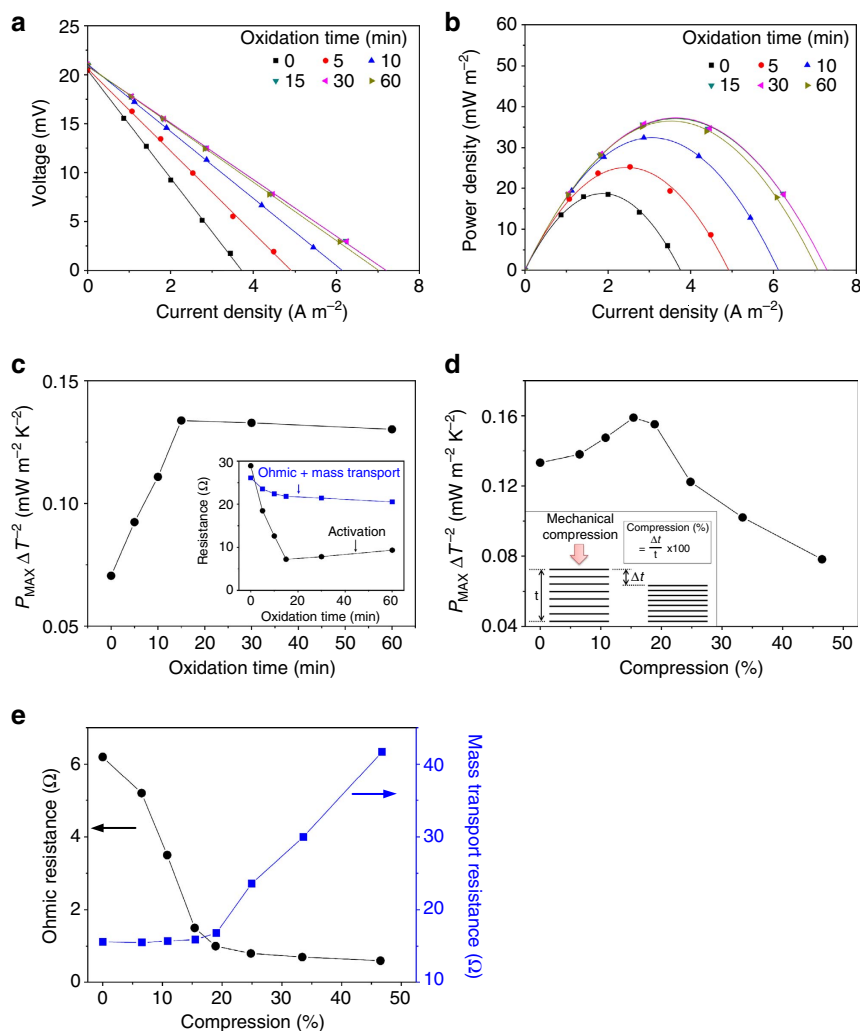 a
Oxidation time (min)
0 5 10
15 30 60
Voltage (mV)
25
20
15
10
5
0
0 2 4 6 8
Current density (A m⁻²)
b
Oxidation time (min)
0 5 10
15 30 60
Power density (mW m⁻²)
60
50
40
30
20
10
0
0 1 2 3 4 5 6 7 8
Current density (A m⁻²)
c
P_MAX ΔT⁻² (mW m⁻² K⁻²)
0.15
0.10
0.05
0 10 20 30 40 50 60
Oxidation time (min)
Resistance (Ω)
30
20
10
0
Ohmic + mass transport
Activation
0 20 40 60
Oxidation time (min)
d
P_MAX ΔT⁻² (mW m⁻² K⁻²)
0.16
0.12
0.08
0.04
Mechanical
compression
Compression (%)
= Δt/t x100
t
Δt
0 10 20 30 40 50
Compression (%)
e
Ohmic resistance (Ω)
6
4
2
0
0 10 20 30 40 50
Compression (%)
40
30
20
10
Mass transport
resistance (Ω)